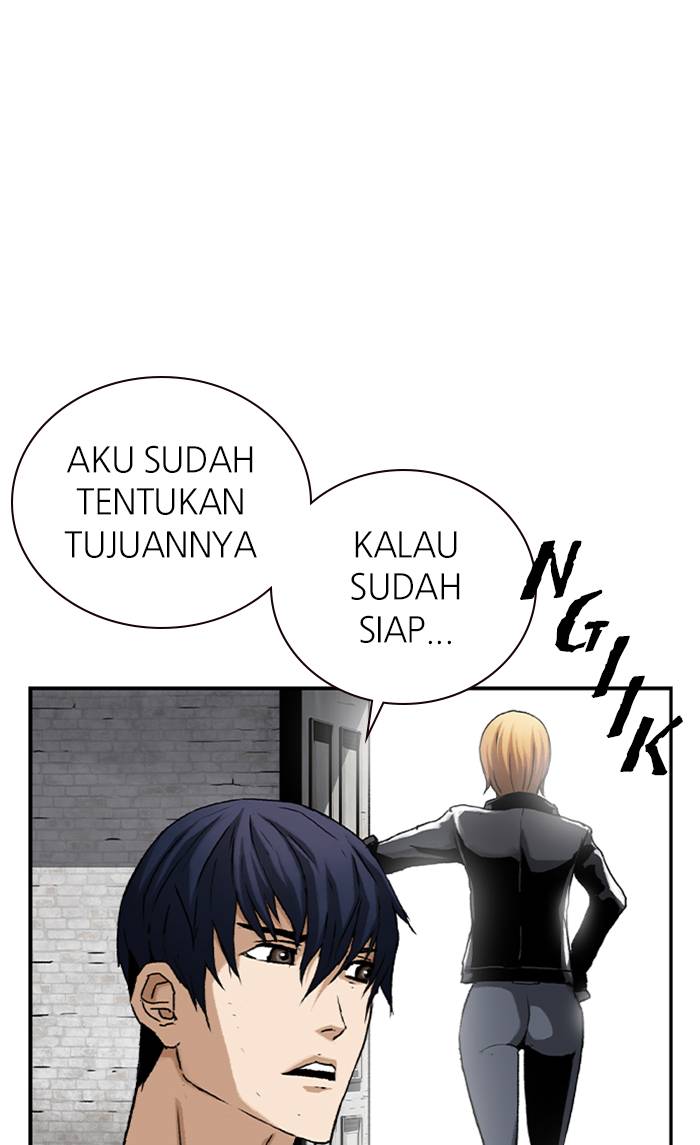 AKU SUDAH
TENTUKAN
TUJUANNYA
KALAU
SUDAH
SIAP...
NGIIK